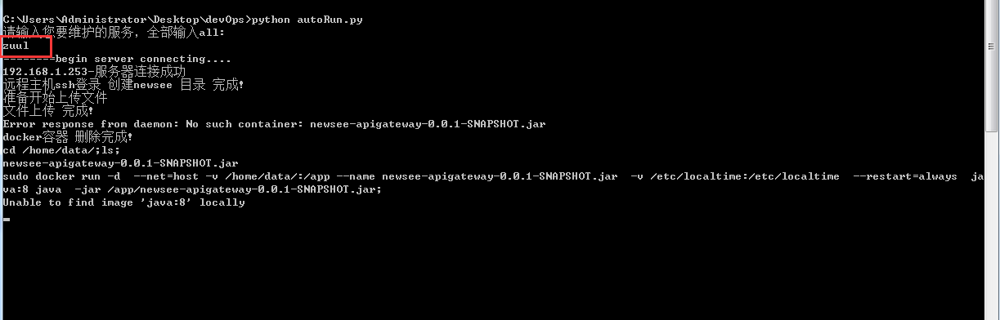 C:\Users\Administrator\Desktop\devOps>python autoRun.py
请输入您要维护的服务，全部输入all:
zuul
--------begin server connecting....
192.168.1.253-服务器连接成功
远程主机ssh登录 创建newsee 目录 完成!
准备开始上传文件
文件上传 完成!
Error response from daemon: No such container: newsee-apigateway-0.0.1-SNAPSHOT.jar
docker容器 删除完成!
cd /home/data/;ls;
newsee-apigateway-0.0.1-SNAPSHOT.jar
sudo docker run -d  --net=host -v /home/data/:/app --name newsee-apigateway-0.0.1-SNAPSHOT.jar  -v /etc/localtime:/etc/localtime  --restart=always  ja
va:8 java  -jar /app/newsee-apigateway-0.0.1-SNAPSHOT.jar;
Unable to find image 'java:8' locally